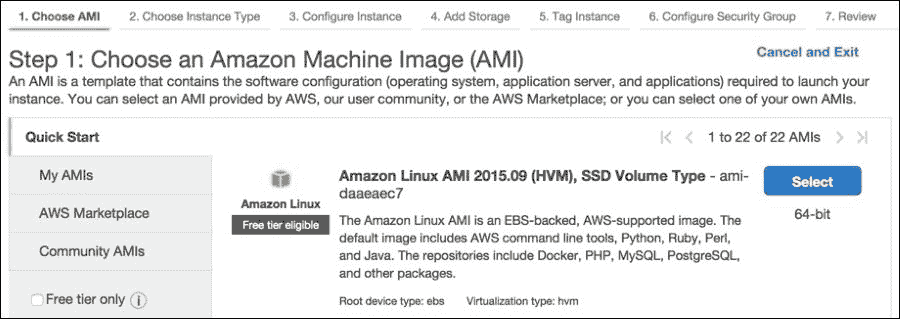 1. Choose AMI 2. Choose Instance Type 3. Configure Instance 4. Add Storage 5. Tag Instance 6. Configure Security Group 7. Review
Step 1: Choose an Amazon Machine Image (AMI)
Cancel and Exit
An AMI is a template that contains the software configuration (operating system, application server, and applications) required to launch your
instance. You can select an AMI provided by AWS, our user community, or the AWS Marketplace; or you can select one of your own AMIs.
Quick Start
1 to 22 of 22 AMIs
My AMIs
AWS Marketplace
Community AMIs
Free tier only
Amazon Linux
Free tier eligible
Amazon Linux AMI 2015.09 (HVM), SSD Volume Type - ami-
daaeaec7
The Amazon Linux AMI is an EBS-backed, AWS-supported image. The
default image includes AWS command line tools, Python, Ruby, Perl,
and Java. The repositories include Docker, PHP, MySQL, PostgreSQL,
and other packages.
Root device type: ebs Virtualization type: hvm
Select
64-bit